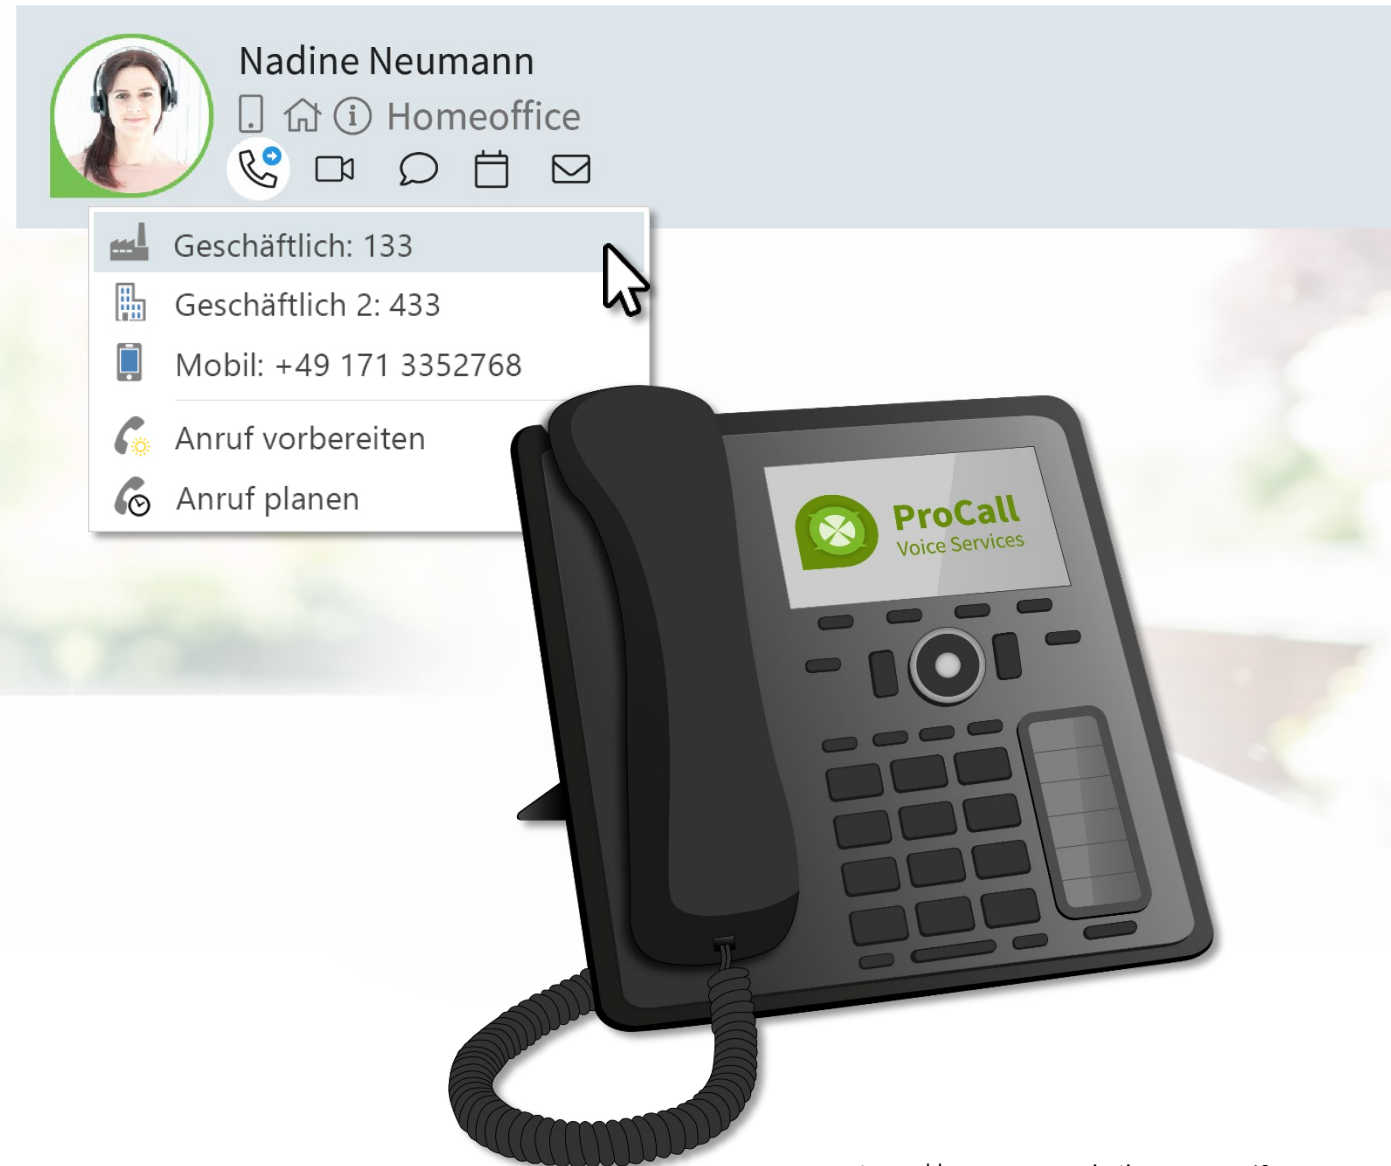 Nadine Neumann
Homeoffice
Geschäftlich: 133
Geschäftlich 2: 433
Mobil: +49 171 3352768
Anruf vorbereiten
Anruf planen
ProCall
Voice Services